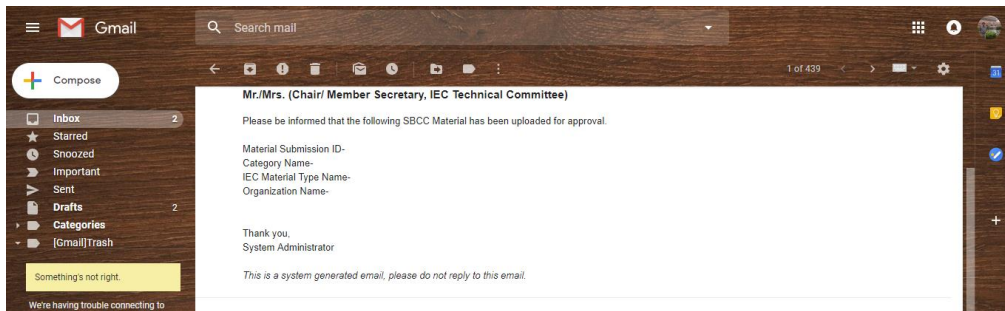 Gmail
Search mail
Compose
1 of 439
31
Mr./Mrs. (Chair/ Member Secretary, IEC Technical Committee)
Please be informed that the following SBCC Material has been uploaded for approval.
Inbox 2
Starred
Snoozed
Important
Sent
Drafts 2
Categories
[Gmail]Trash
Material Submission ID-
Category Name-
IEC Material Type Name-
Organization Name-
Thank you,
System Administrator
This is a system generated email, please do not reply to this email.
Something's not right.
We're having trouble connecting to